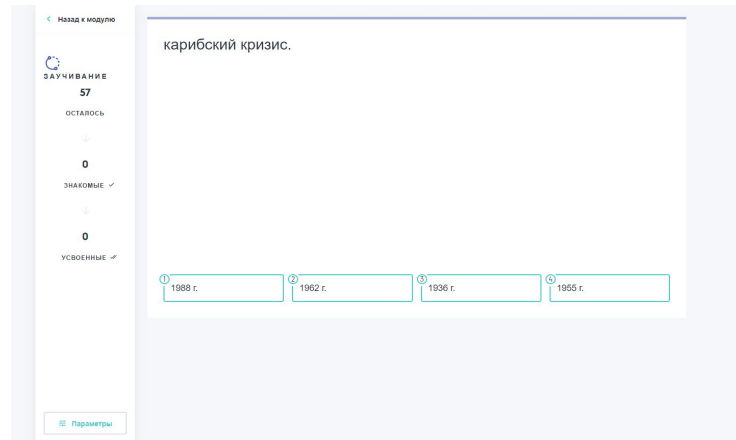 Назад к модулю
карибский кризис.
ЗАУЧИВАНИЕ
57
ОСТАЛОСЬ
0
ЗНАКОМЫЕ
0
УСВОЕННЫЕ
1 1988 г.
2 1962 г.
3 1936 г.
4 1955 г.
Параметры